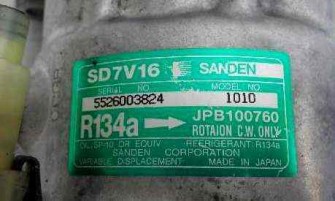 SD7V16 SANDEN
SERIAL NO. MODEL NO.
5526003824 1010
R134a JPB100760
ROTAION C.W. ONLY
OIL, SP-10 OR EQUIV REFRIGERANT R134a
SANDEN CORPORATION
VARIABLE DISPLACEMENT MADE IN JAPAN